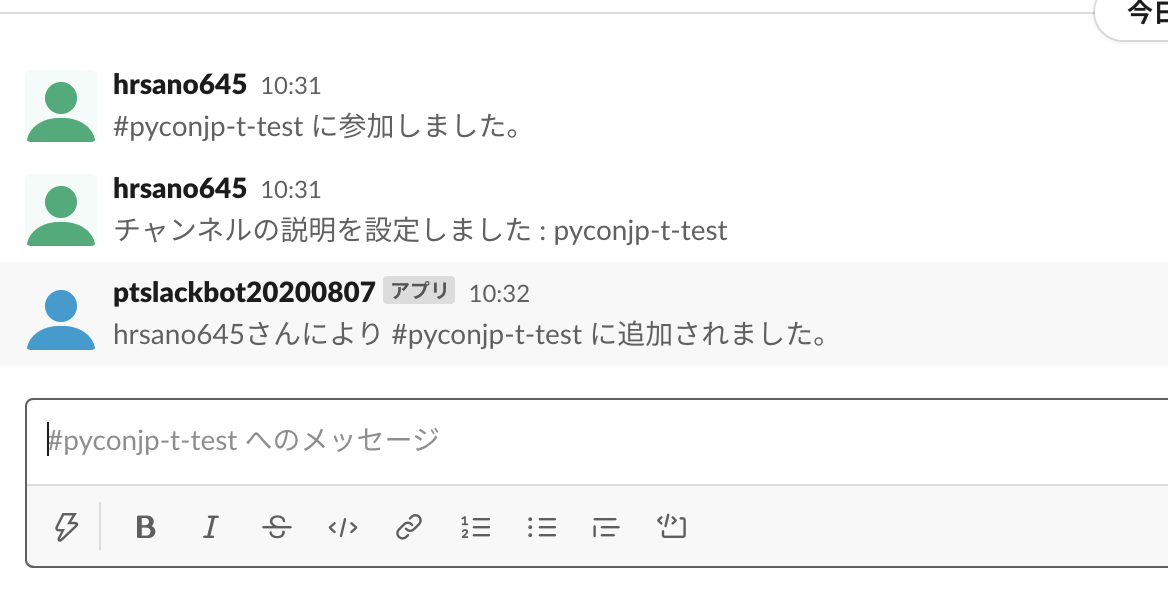 今日
hrsano645 10:31
#pyconjp-t-test に参加しました。
hrsano645 10:31
チャンネルの説明を設定しました : pyconjp-t-test
ptslackbot20200807 アプリ 10:32
hrsano645さんにより #pyconjp-t-test に追加されました。
#pyconjp-t-test へのメッセージ
B I S </>